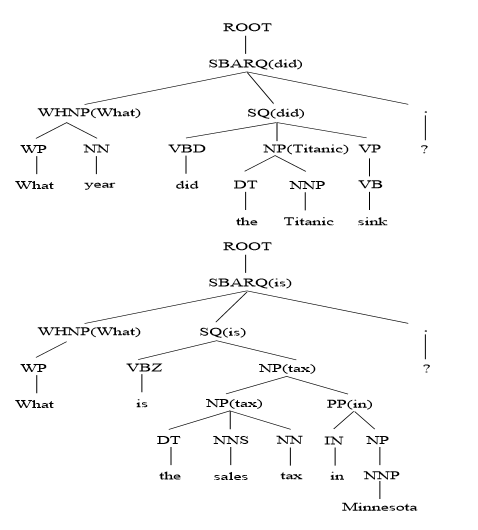 ROOT
SBARQ(did)
WHNP(What) SQ(did) .
WP NN VBD NP(Titanic) VP ?
What year did DT NNP VB
the Titanic sink
ROOT
SBARQ(is)
WHNP(What) SQ(is) .
WP VBZ NP(tax) ?
What is NP(tax) PP(in)
DT NNS NN IN NP
the sales tax in NNP
Minnesota